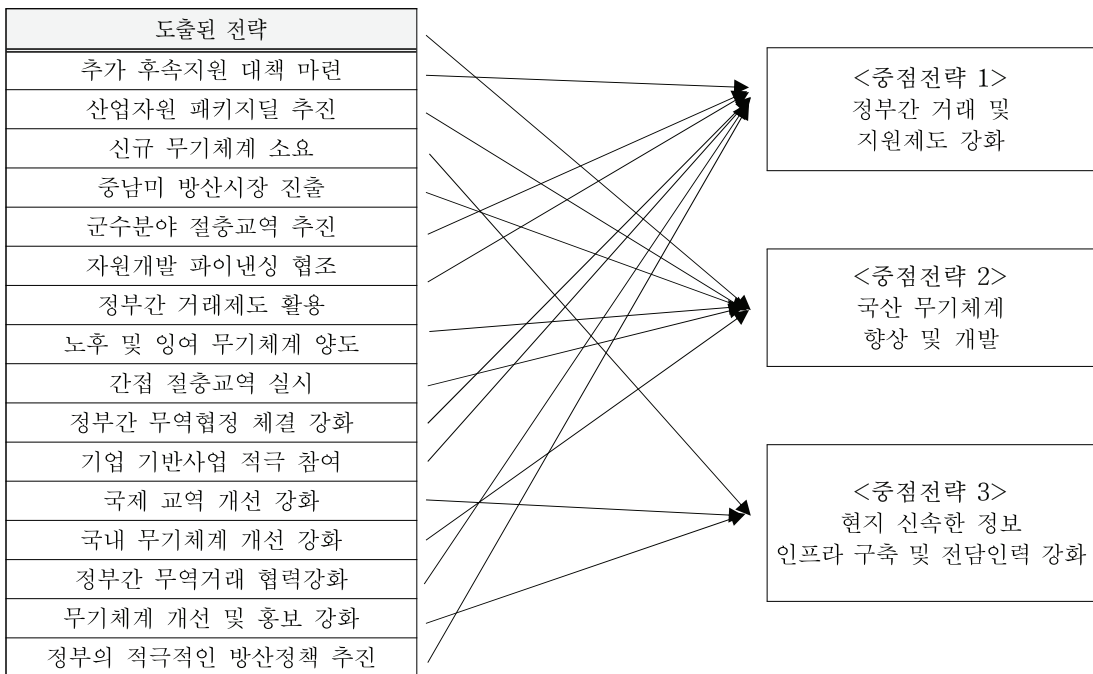 도출된 전략
추가 후속지원 대책 마련
산업자원 패키지딜 추진
신규 무기체계 소요
중남미 방산시장 진출
군수분야 절충교역 추진
자원개발 파이낸싱 협조
정부간 거래제도 활용
노후 및 잉여 무기체계 양도
간접 절충교역 실시
정부간 무역협정 체결 강화
기업 기반사업 적극 참여
국제 교역 개선 강화
국내 무기체계 개선 강화
정부간 무역거래 협력강화
무기체계 개선 및 홍보 강화
정부의 적극적인 방산정책 추진
<중점전략 1>
정부간 거래 및
지원제도 강화
<중점전략 2>
국산 무기체계
향상 및 개발
<중점전략 3>
현지 신속한 정보
인프라 구축 및 전담인력 강화